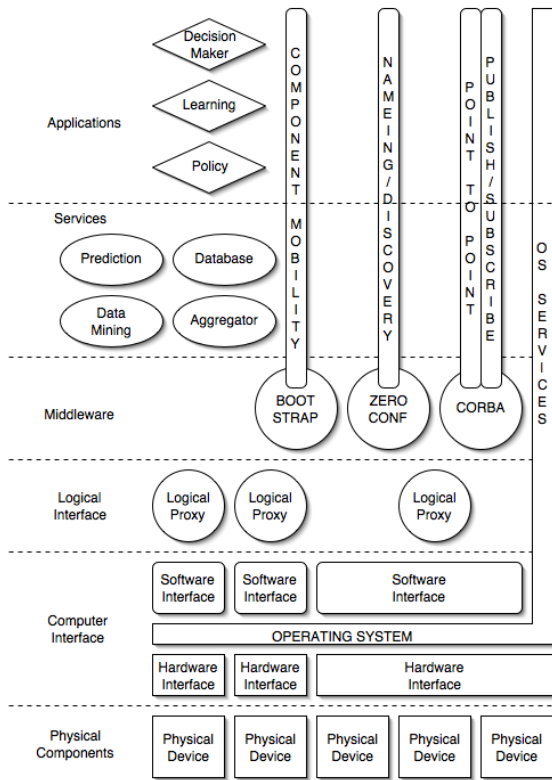 Decision
Maker
Learning
Applications
Policy
COMPONENT MOBILITY
NAMEING/DISCOVERY
POINT TO POINT
PUBLISH/SUBSCRIBE
OS SERVICES
Services
Prediction
Database
Data
Mining
Aggregator
Middleware
BOOT
STRAP
ZERO
CONF
CORBA
Logical
Interface
Logical
Proxy
Logical
Proxy
Logical
Proxy
Computer
Interface
Software
Interface
Software
Interface
Software
Interface
OPERATING SYSTEM
Hardware
Interface
Hardware
Interface
Hardware
Interface
Physical
Components
Physical
Device
Physical
Device
Physical
Device
Physical
Device
Physical
Device